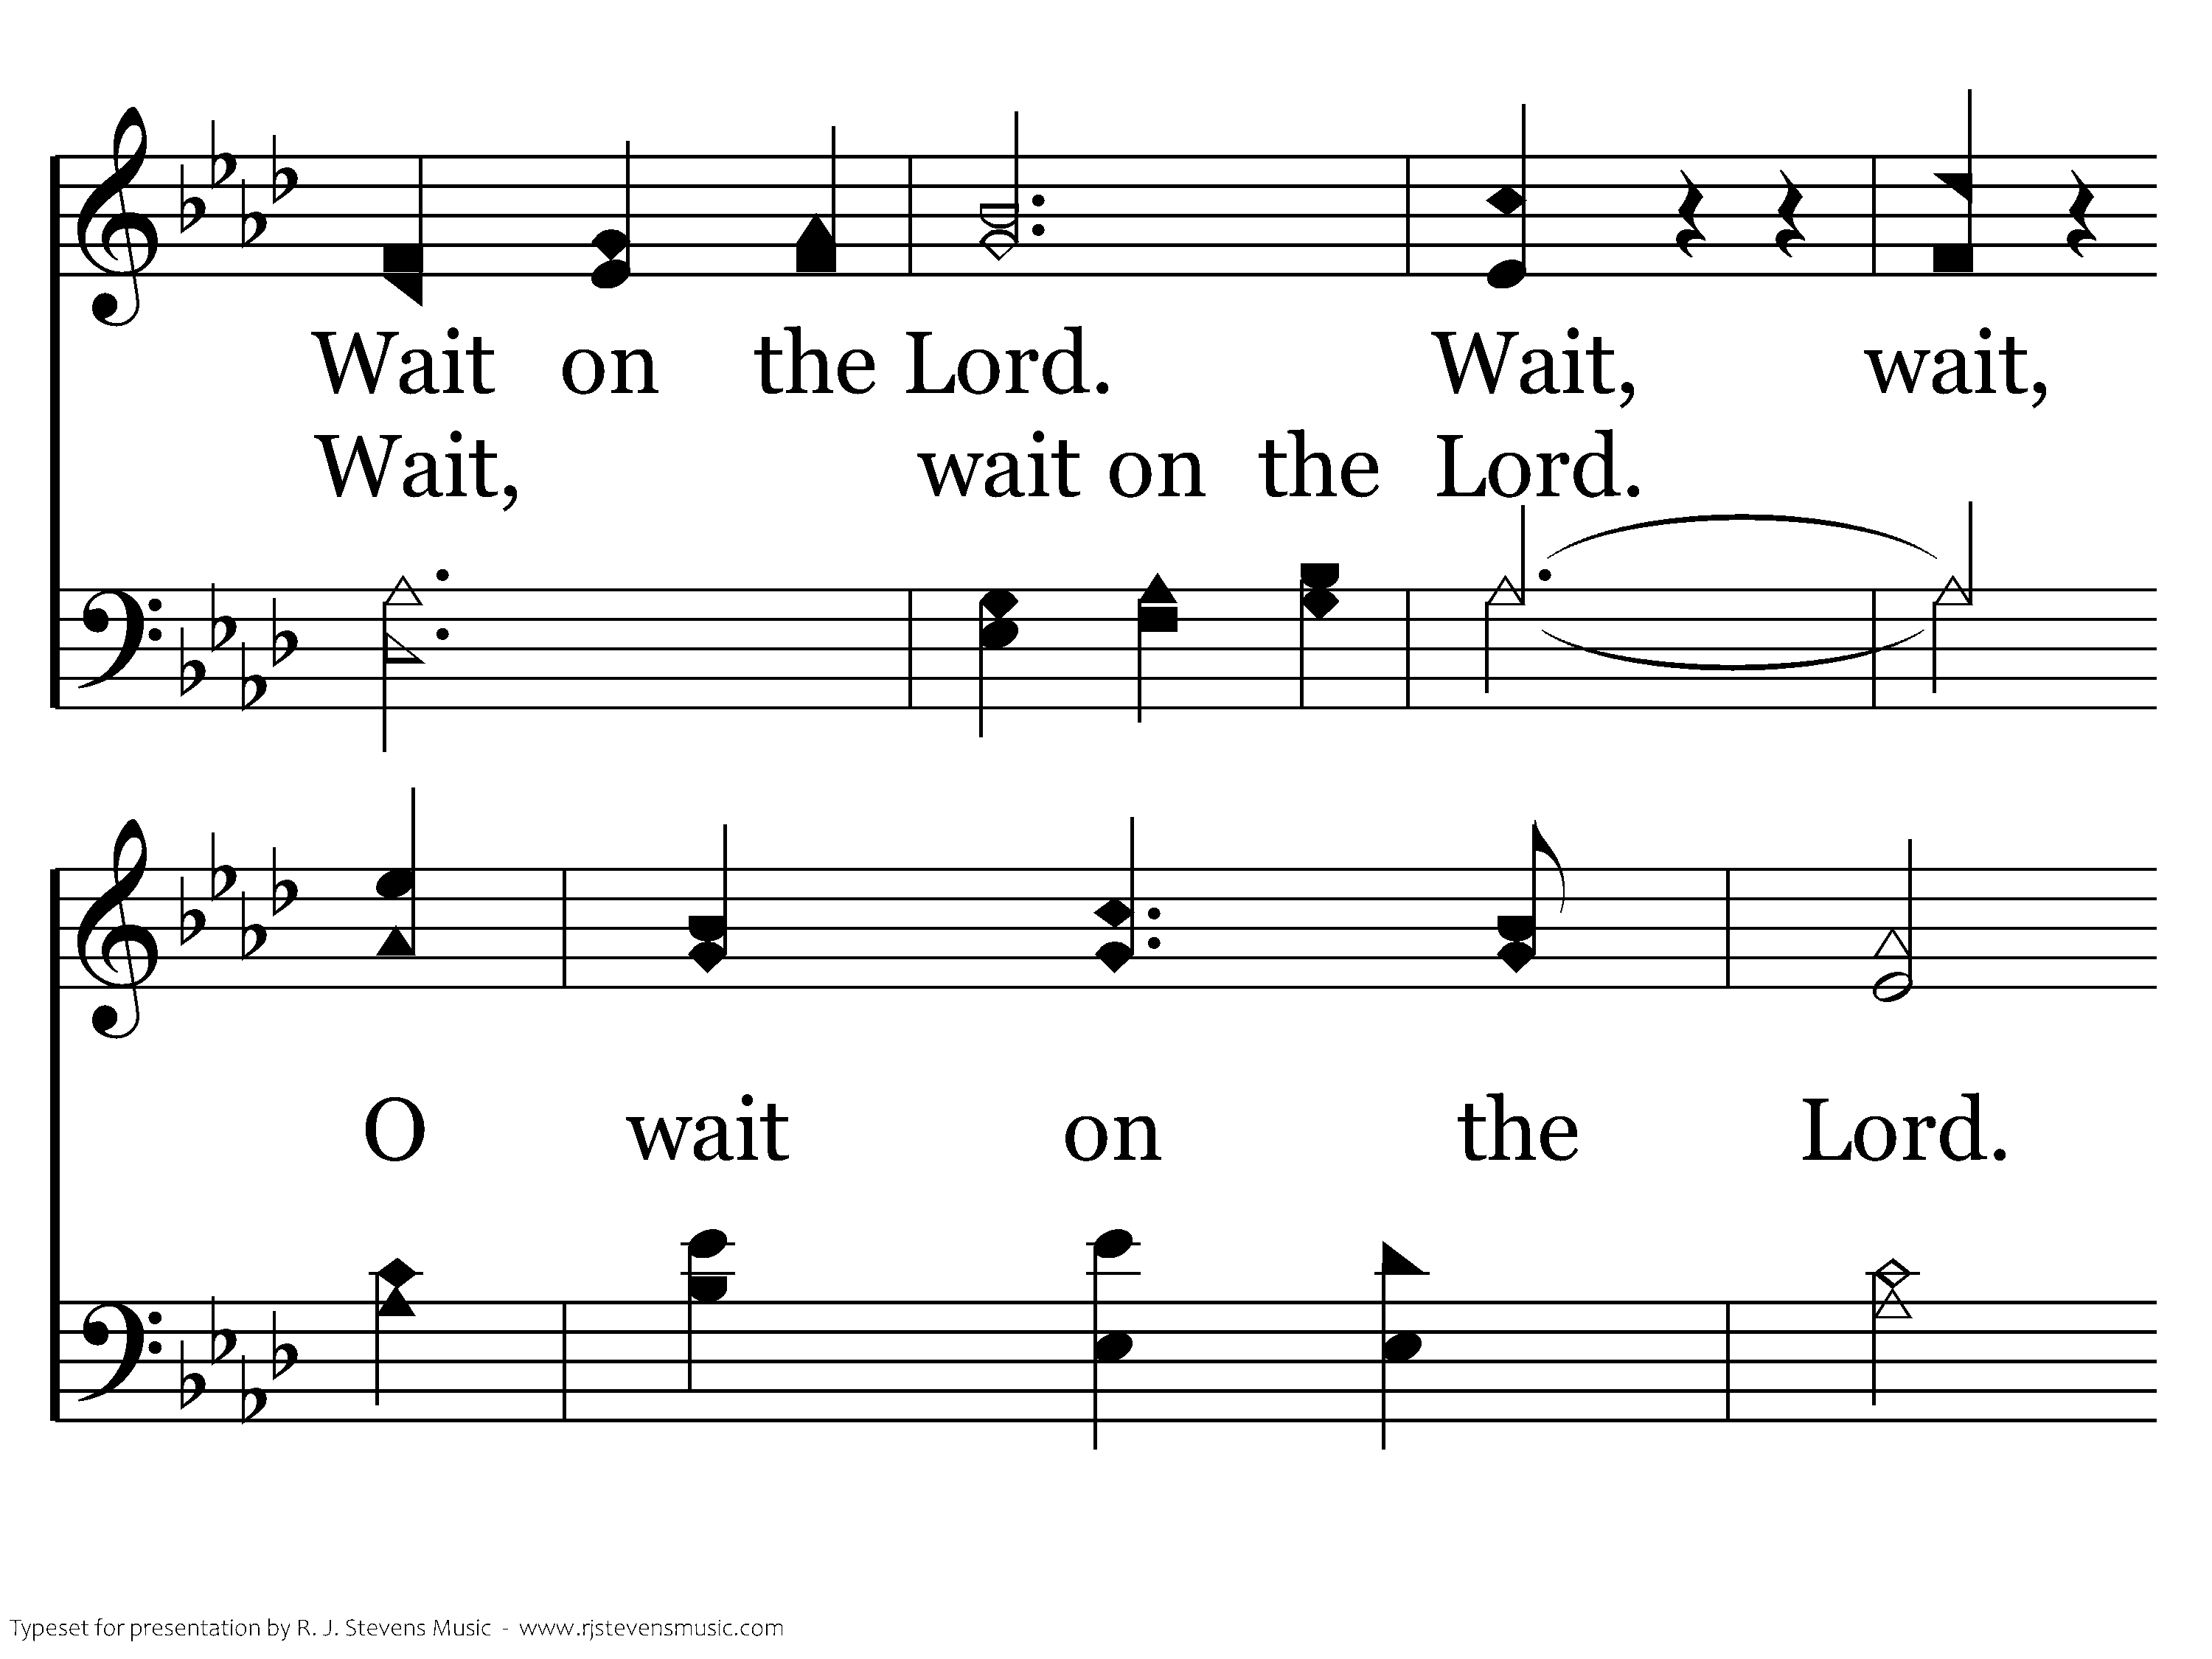 Wait on the Lord. Wait, wait,
Wait, wait on the Lord.
O wait on the Lord.
Typeset for presentation by R. J. Stevens Music - www.rjstevensmusic.com